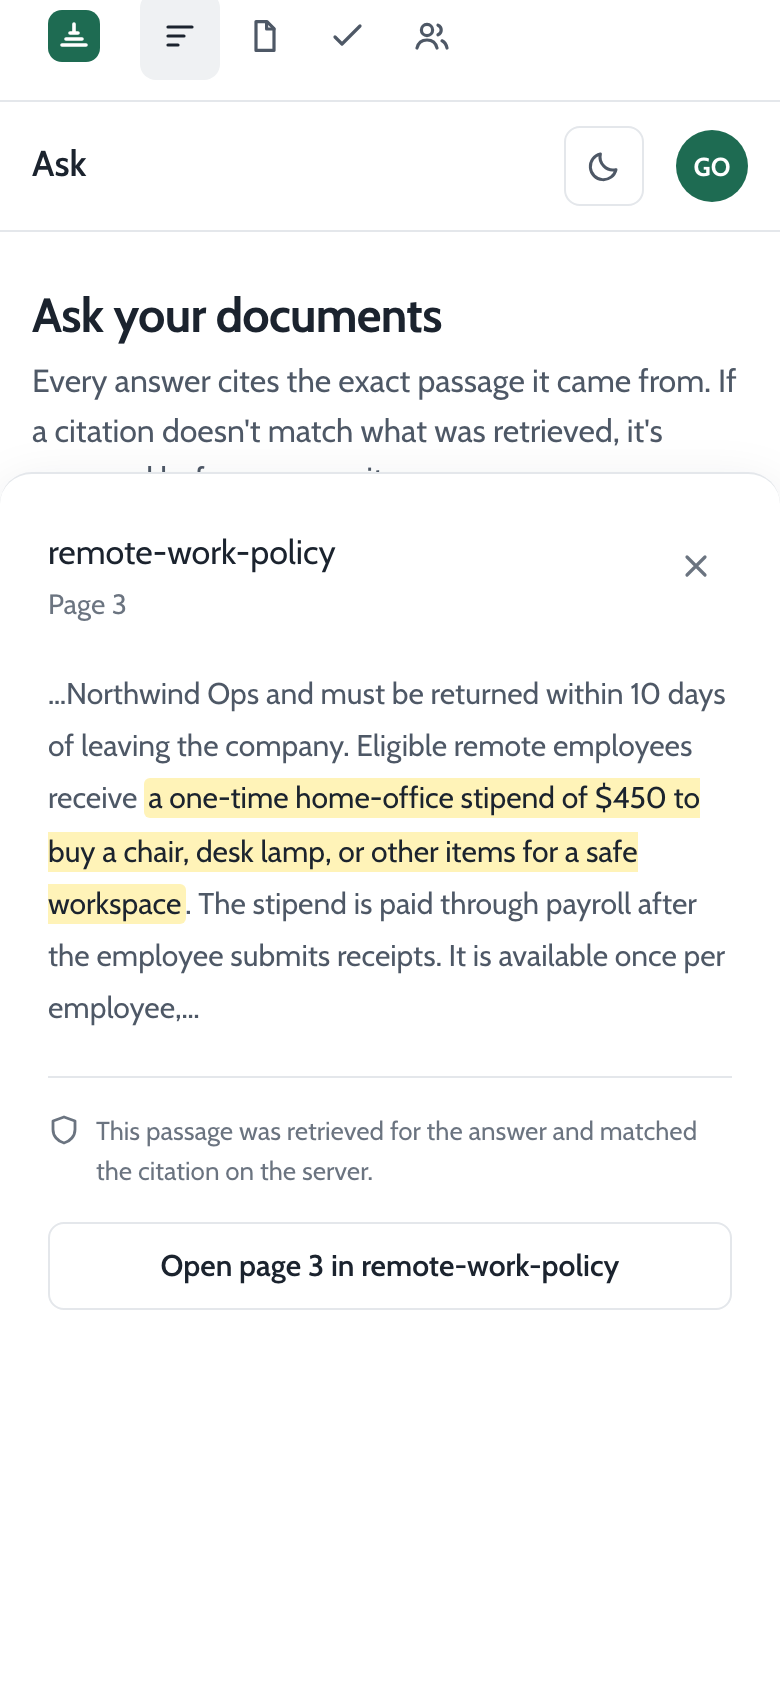 Ask
GO
Ask your documents
Every answer cites the exact passage it came from. If
a citation doesn't match what was retrieved, it's
remote-work-policy
Page 3
...Northwind Ops and must be returned within 10 days
of leaving the company. Eligible remote employees
receive a one-time home-office stipend of $450 to
buy a chair, desk lamp, or other items for a safe
workspace. The stipend is paid through payroll after
the employee submits receipts. It is available once per
employee,...
This passage was retrieved for the answer and matched
the citation on the server.
Open page 3 in remote-work-policy